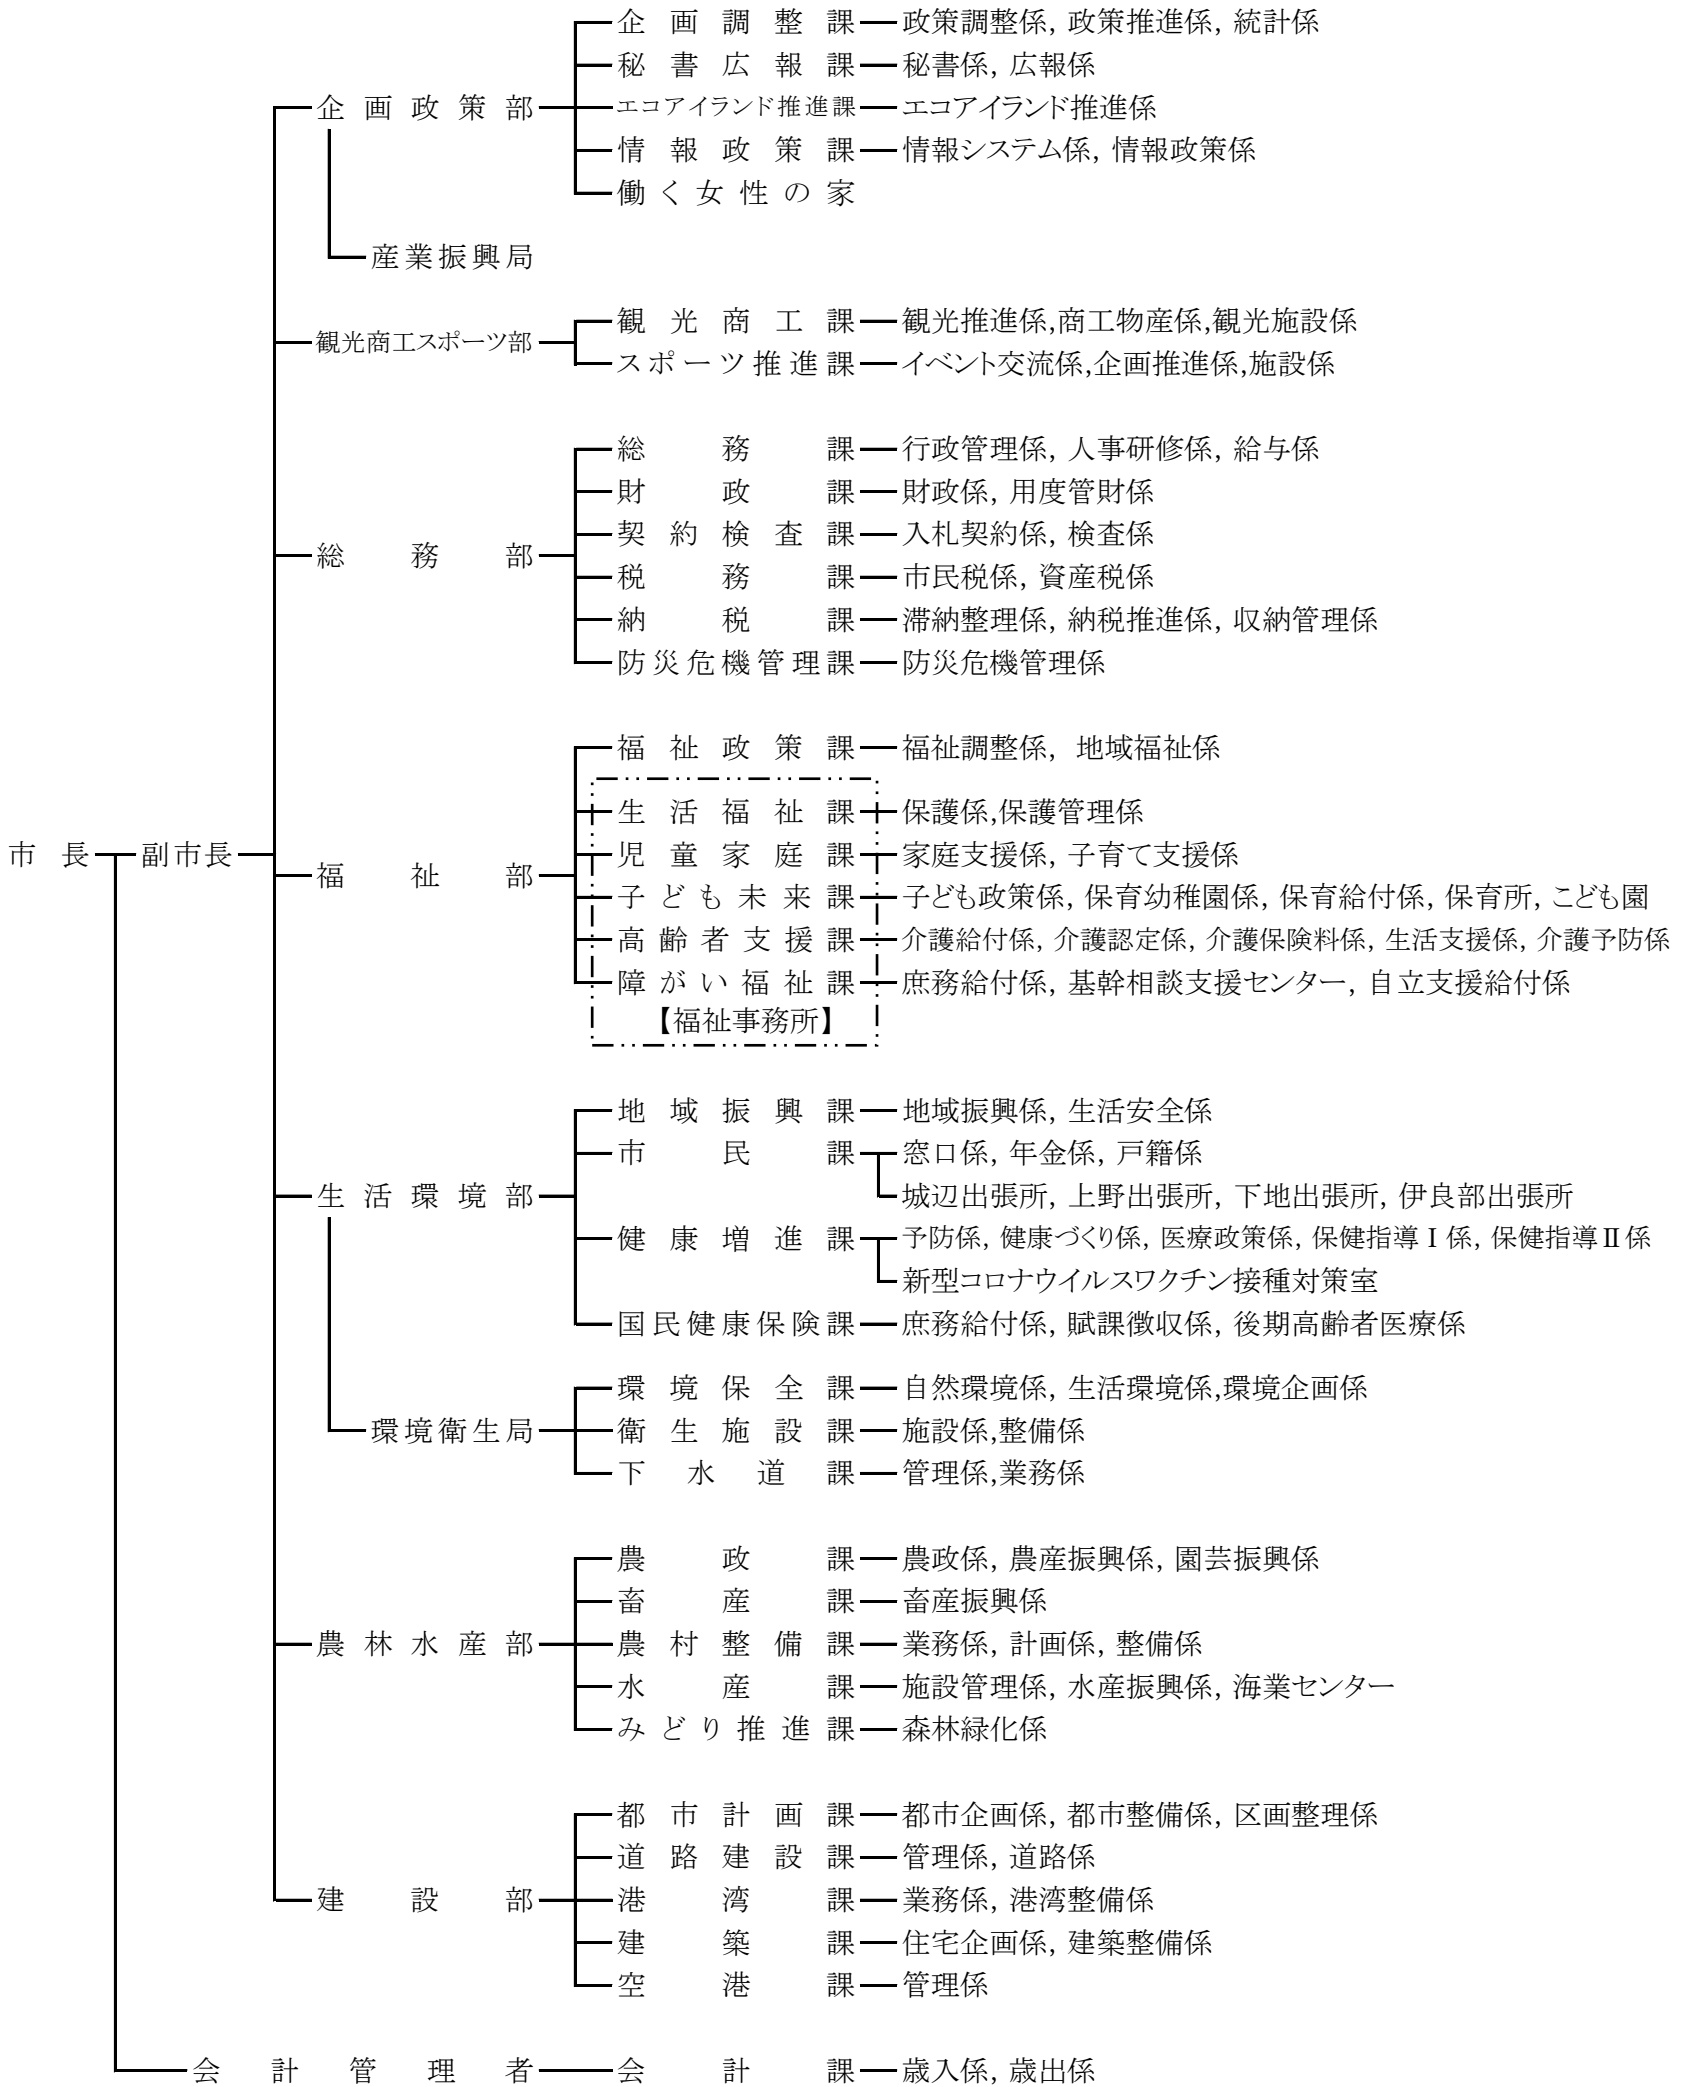 企画調整課 政策調整係, 政策推進係, 統計係
秘書広報課 秘書係, 広報係
企画政策部 エコアイランド推進課 エコアイランド推進係
情報政策課 情報システム係, 情報政策係
働く女性の家
産業振興局
観光商工課 観光推進係,商工物産係,観光施設係
観光商工スポーツ部
スポーツ推進課 イベント交流係,企画推進係,施設係
総務課 行政管理係, 人事研修係, 給与係
財政課 財政係, 用度管財係
契約検査課 入札契約係, 検査係
総務部
税務課 市民税係, 資産税係
納税課 滞納整理係, 納税推進係, 収納管理係
防災危機管理課 防災危機管理係
福祉政策課 福祉調整係, 地域福祉係
生活福祉課 保護係,保護管理係
市長 副市長 児童家庭課 家庭支援係, 子育て支援係
福祉部
子ども未来課 子ども政策係, 保育幼稚園係, 保育給付係, 保育所, こども園
高齢者支援課 介護給付係, 介護認定係, 介護保険料係, 生活支援係, 介護予防係
障がい福祉課 庶務給付係, 基幹相談支援センター, 自立支援給付係
【福祉事務所】
地域振興課 地域振興係, 生活安全係
市民課 窓口係, 年金係, 戸籍係
生活環境部 城辺出張所, 上野出張所, 下地出張所, 伊良部出張所
健康増進課 予防係, 健康づくり係, 医療政策係, 保健指導Ⅰ係, 保健指導Ⅱ係
新型コロナウイルスワクチン接種対策室
国民健康保険課 庶務給付係, 賦課徴収係, 後期高齢者医療係
環境保全課 自然環境係, 生活環境係,環境企画係
環境衛生局 衛生施設課 施設係,整備係
下水道課 管理係,業務係
農政課 農政係, 農産振興係, 園芸振興係
畜産課 畜産振興係
農林水産部 農村整備課 業務係, 計画係, 整備係
水産課 施設管理係, 水産振興係, 海業センター
みどり推進課 森林緑化係
都市計画課 都市企画係, 都市整備係, 区画整理係
道路建設課 管理係, 道路係
建設部 港湾課 業務係, 港湾整備係
建築課 住宅企画係, 建築整備係
空港課 管理係
会計管理者 会計課 歳入係, 歳出係